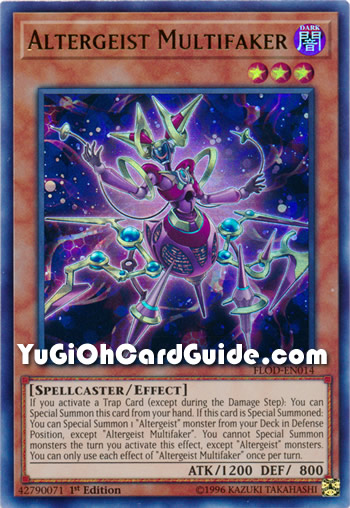 ALTERGEIST MULTIFAKER
DARK
闇
YuGiOhCardGuide.com
FLOD-EN014
[SPELLCASTER/EFFECT]
If you activate a Trap Card (except during the Damage Step): You can
Special Summon this card from your hand. If this card is Special Summoned:
You can Special Summon 1 "Altergeist" monster from your Deck in Defense
Position, except "Altergeist Multifaker". You cannot Special Summon
monsters the turn you activate this effect, except "Altergeist" monsters.
You can only use each effect of "Altergeist Multifaker" once per turn.
ATK/1200 DEF/ 800
42790071 1st Edition ©1996 KAZUKI TAKAHASHI